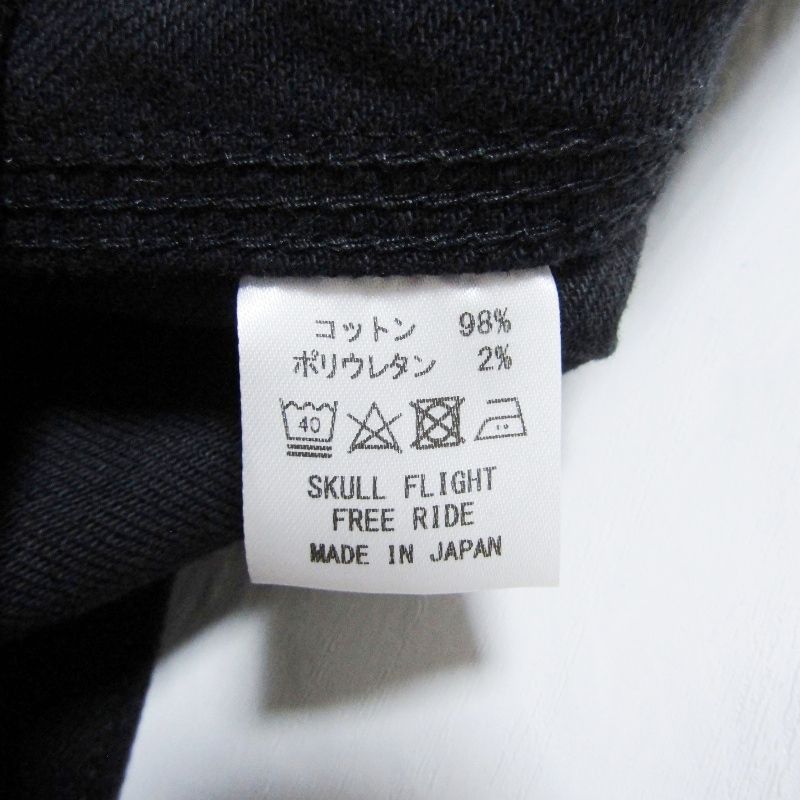 コットン 98%
ポリウレタン 2%
40
SKULL FLIGHT
FREE RIDE
MADE IN JAPAN